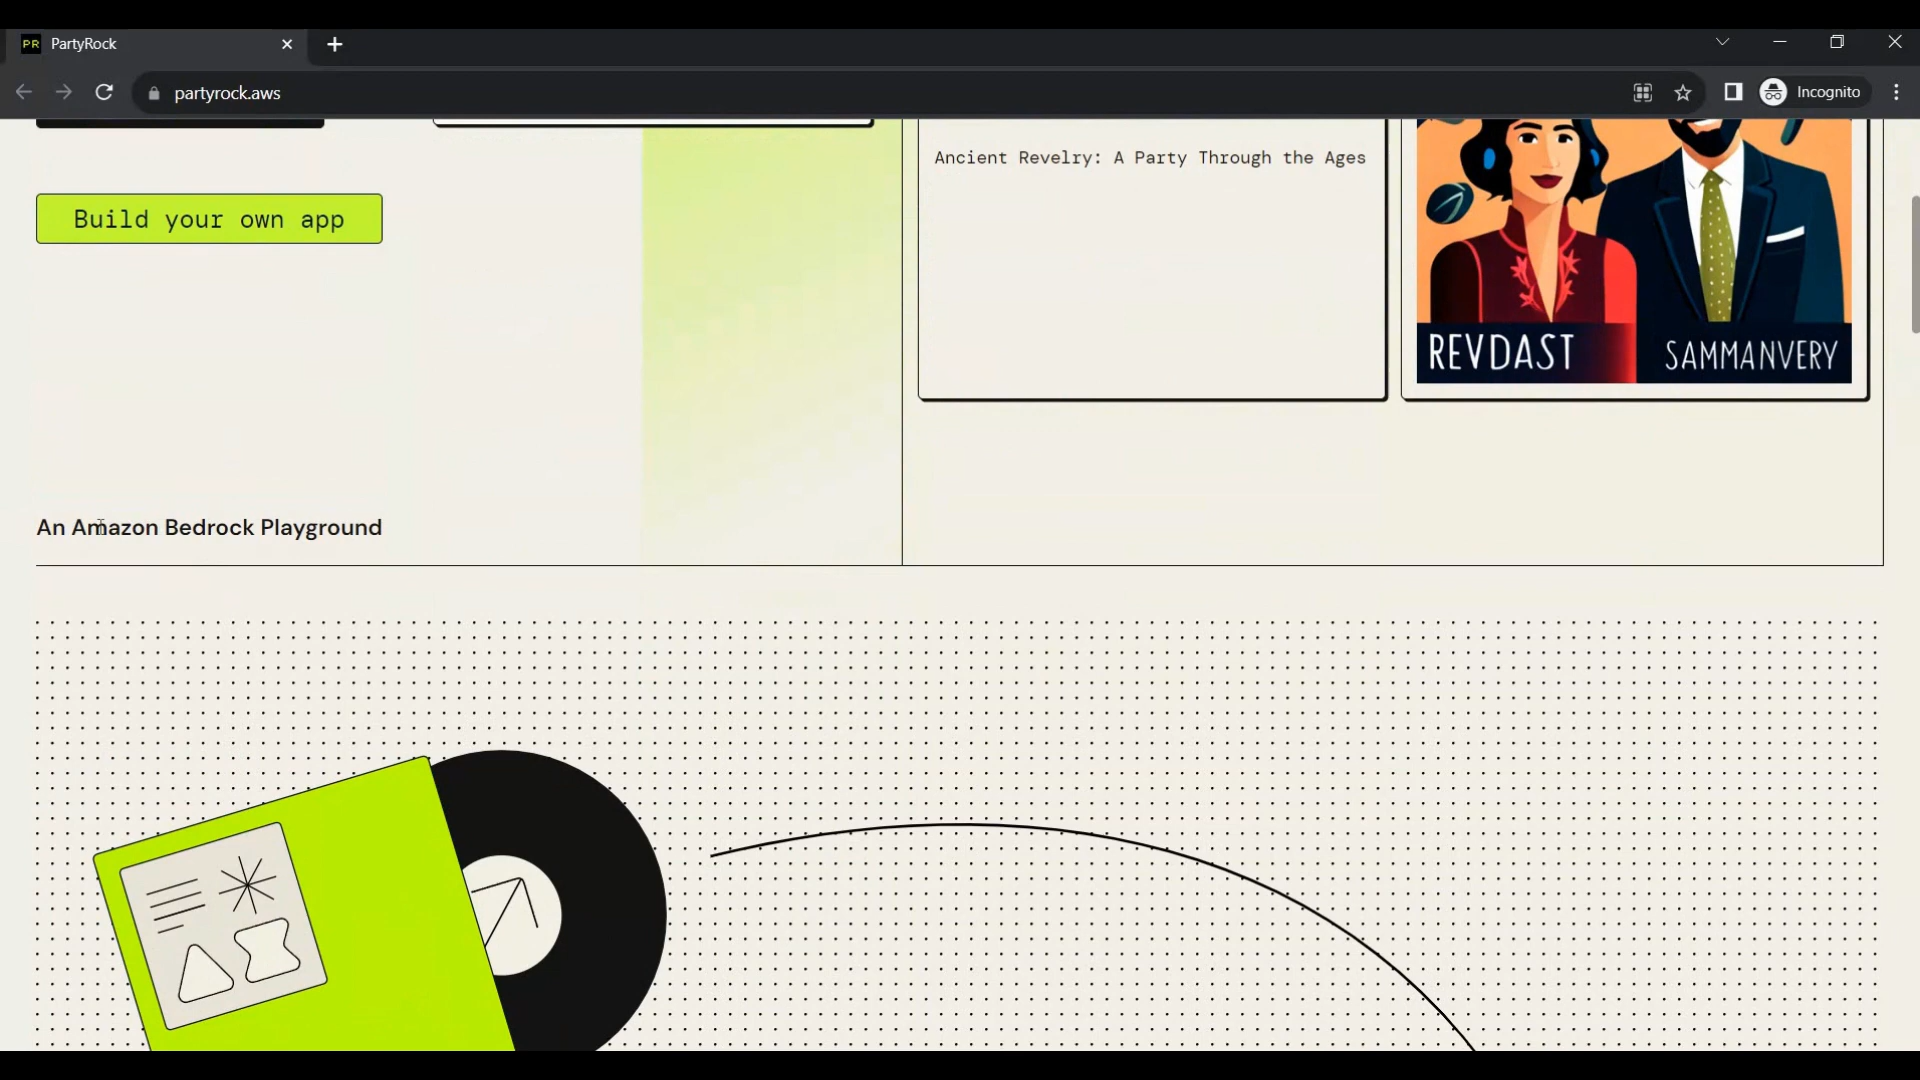 PR PartyRock
partyrock.aws
Incognito
Ancient Revelry: A Party Through the Ages
Build your own app
REVDAST SAMMANVERY
An Amazon Bedrock Playground